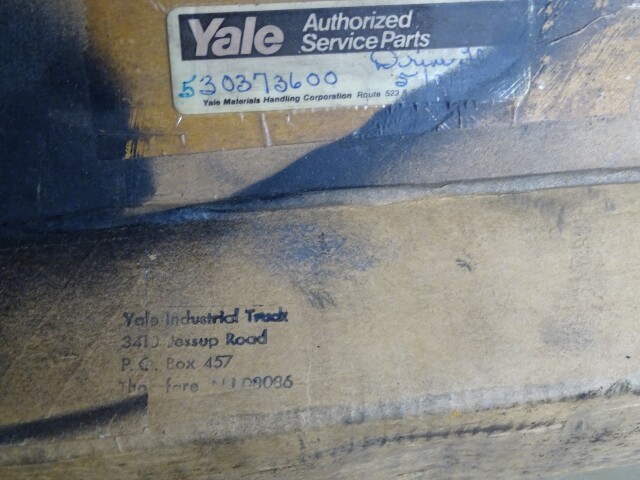 Yale Authorized
Service Parts
530373600
Yale Materials Handling Corporation Route 523
Yale Industrial Truck
Jessup Road
P. O. Box 457
08086